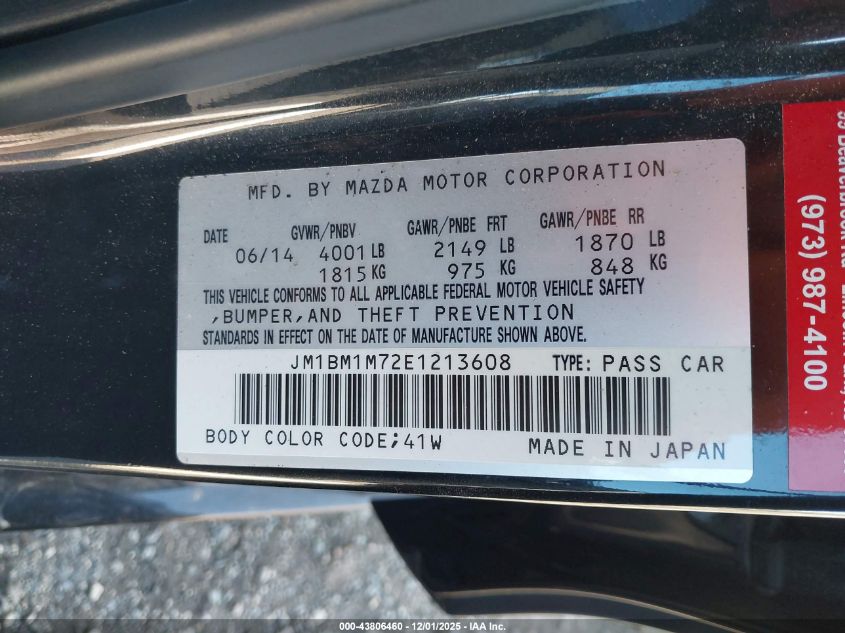 MFD. BY MAZDA MOTOR CORPORATION
DATE GVWR/PNBV GAWR/PNBE FRT GAWR/PNBE RR
06/14 4001 LB 2149 LB 1870 LB
1815 KG 975 KG 848 KG
THIS VEHICLE CONFORMS TO ALL APPLICABLE FEDERAL MOTOR VEHICLE SAFETY
,BUMPER,AND THEFT PREVENTION
STANDARDS IN EFFECT ON THE DATE OF MANUFACTURE SHOWN ABOVE.
JM1BM1M72E1213608 TYPE: PASS CAR
BODY COLOR CODE;41W MADE IN JAPAN
(973) 987-4100
000-43806460 - 12/01/2025 - IAA Inc.